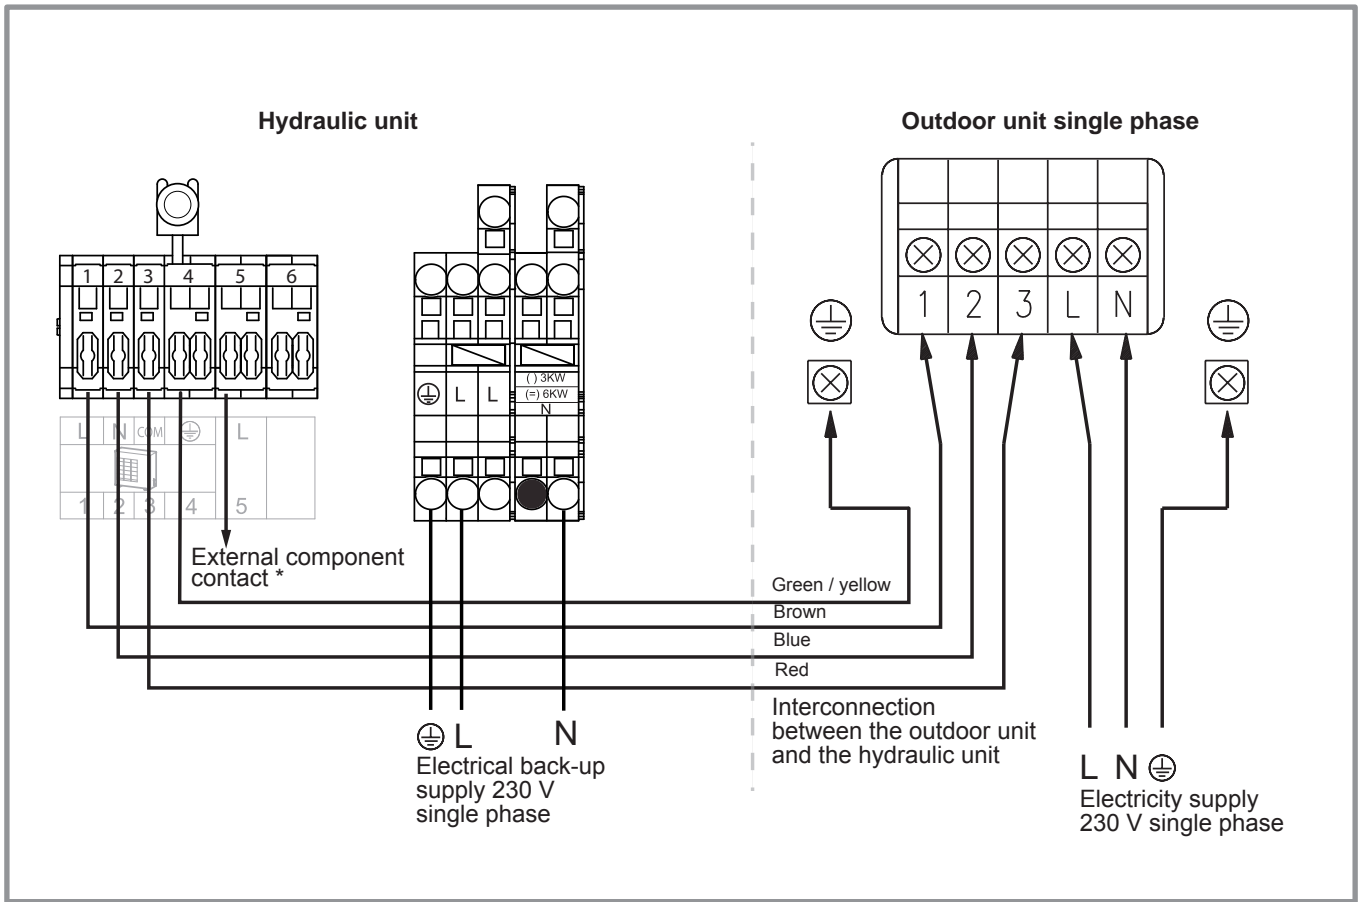 Hydraulic unit
Outdoor unit single phase
1 2 3 4 5 6
L N COM L
1 2 3 4 5
External component
contact *
L L
( ) 3KW
(=) 6KW
N
1 2 3 L N
Green / yellow
Brown
Blue
Red
Interconnection
between the outdoor unit
and the hydraulic unit
L N
Electrical back-up
supply 230 V
single phase
L N
Electricity supply
230 V single phase